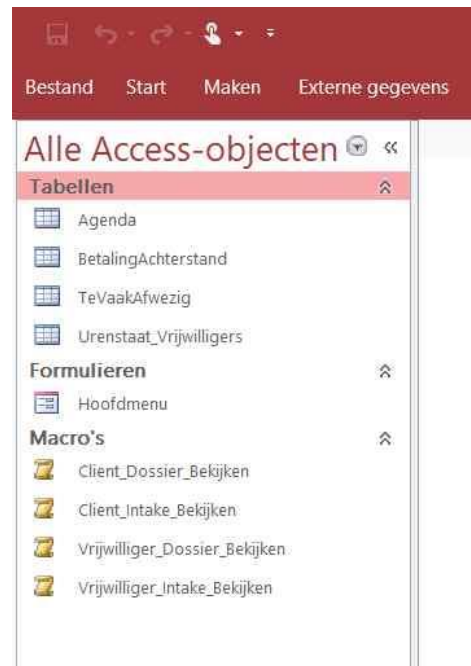 Bestand Start Maken Externe gegevens
Alle Access-objecten
Tabellen
Agenda
BetalingAchterstand
TeVaakAfwezig
Urenstaat_Vrijwilligers
Formulieren
Hoofdmenu
Macro's
Client_Dossier_Bekijken
Client_Intake_Bekijken
Vrijwilliger_Dossier_Bekijken
Vrijwilliger_Intake_Bekijken